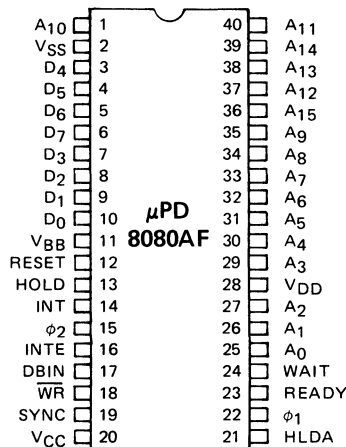 A10 1 40 A11
VSS 2 39 A14
D4 3 38 A13
D5 4 37 A12
D6 5 36 A15
D7 6 35 A9
D3 7 34 A8
D2 8 33 A7
D1 9 32 A6
D0 10 µPD 31 A5
VBB 11 8080AF 30 A4
RESET 12 29 A3
HOLD 13 28 VDD
INT 14 27 A2
ϕ2 15 26 A1
INTE 16 25 A0
DBIN 17 24 WAIT
W̅R̅ 18 23 READY
SYNC 19 22 ϕ1
VCC 20 21 HLDA